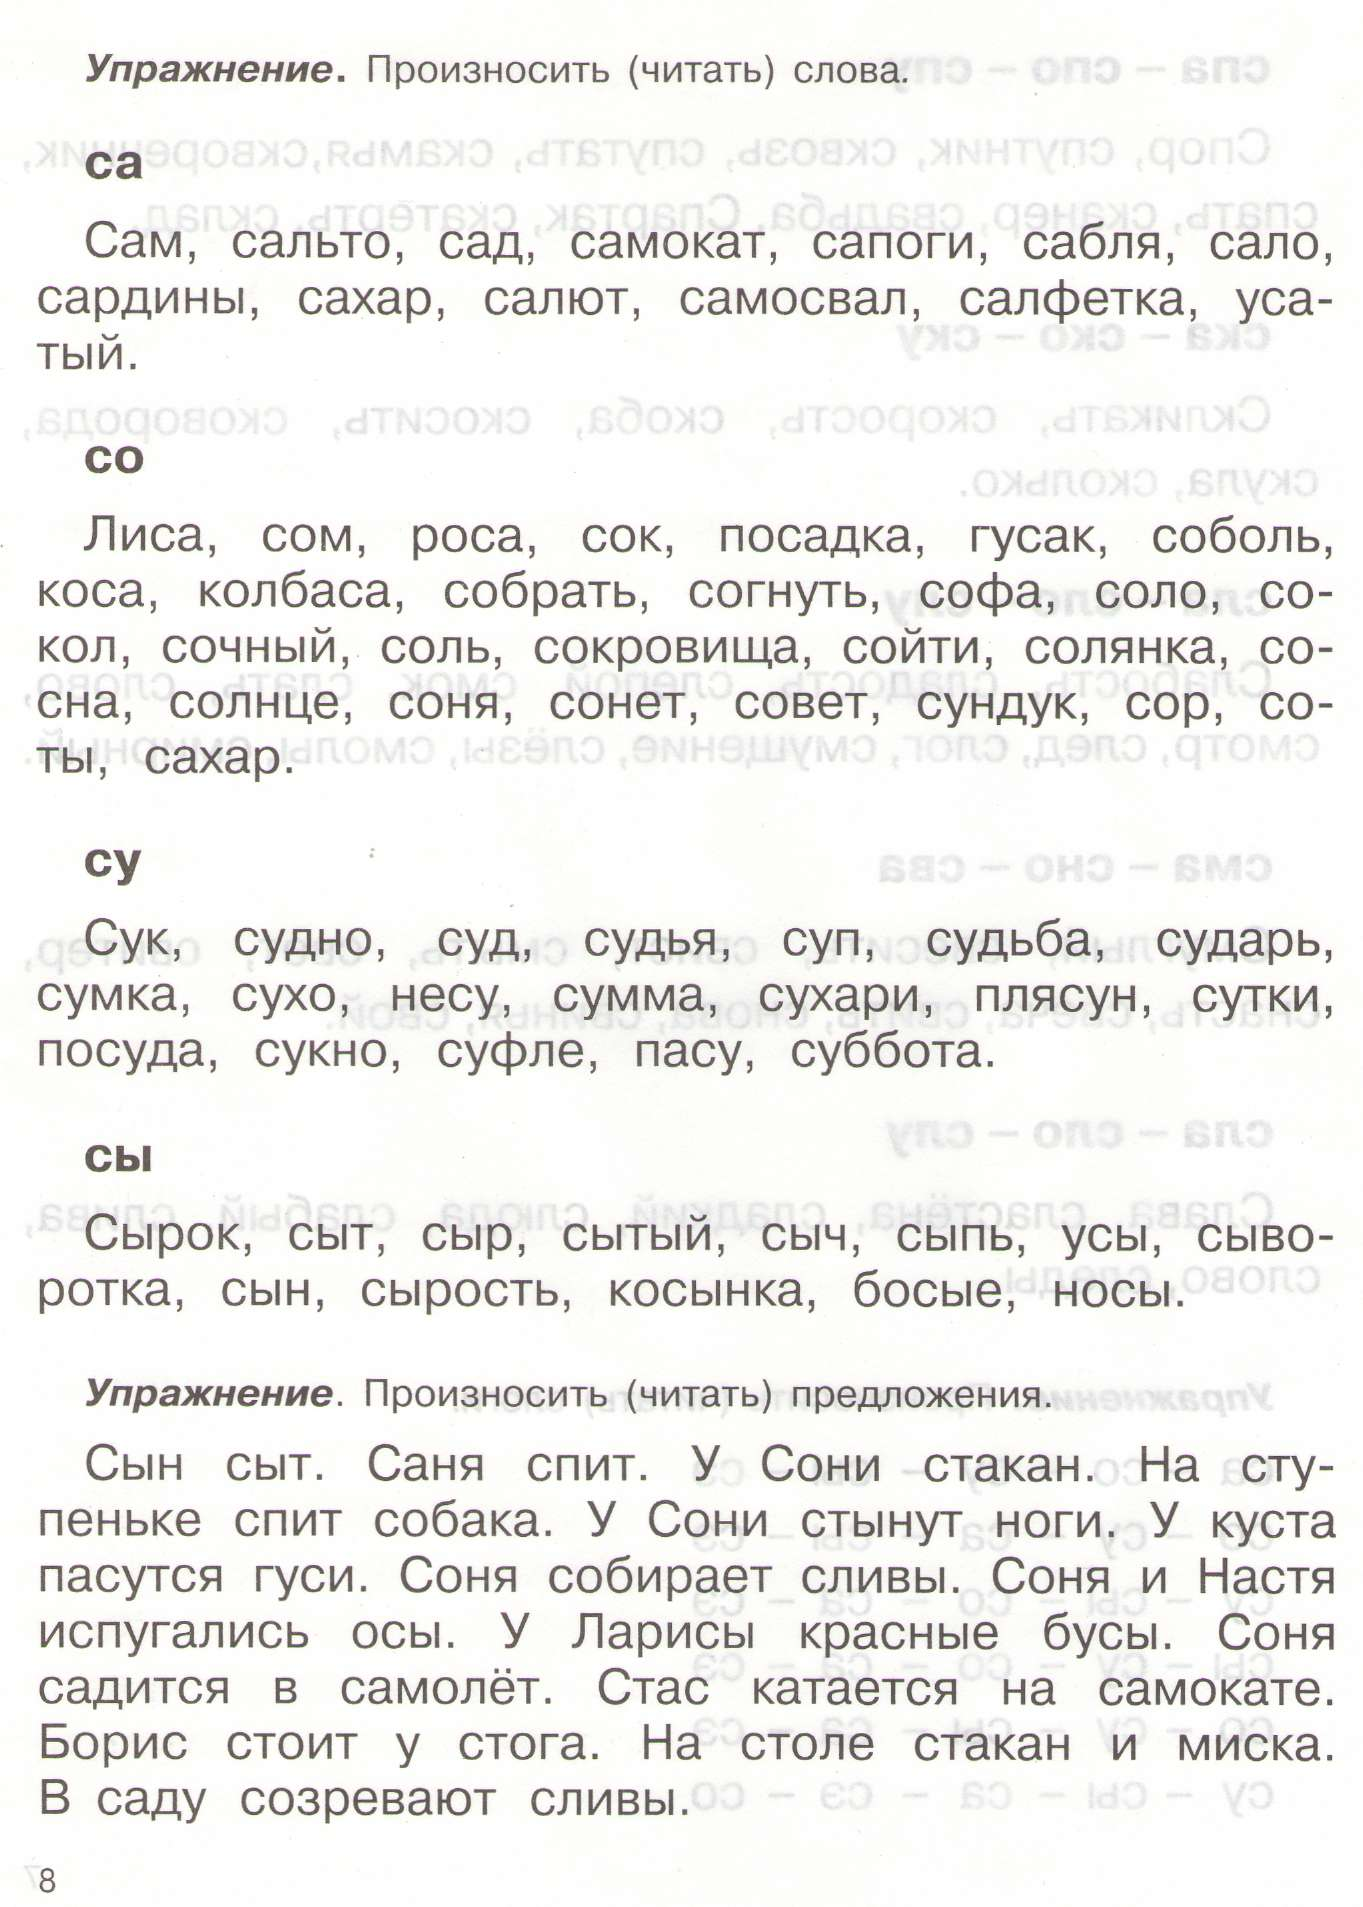 Упражнение. Произносить (читать) слова.
са
Сам, сальто, сад, самокат, сапоги, сабля, сало,
сардины, сахар, салют, самосвал, салфетка, уса-
тый.
со
Лиса, сом, роса, сок, посадка, гусак, соболь,
коса, колбаса, собрать, согнуть, софа, соло, со-
кол, сочный, соль, сокровища, сойти, солянка, со-
сна, солнце, соня, сонет, совет, сундук, сор, со-
ты, сахар.
су
Сук, судно, суд, судья, суп, судьба, сударь,
сумка, сухо, несу, сумма, сухари, плясун, сутки,
посуда, сукно, суфле, пасу, суббота.
сы
Сырок, сыт, сыр, сытый, сыч, сыпь, усы, сыво-
ротка, сын, сырость, косынка, босые, носы.
Упражнение. Произносить (читать) предложения.
Сын сыт. Саня спит. У Сони стакан. На сту-
пеньке спит собака. У Сони стынут ноги. У куста
пасутся гуси. Соня собирает сливы. Соня и Настя
испугались осы. У Ларисы красные бусы. Соня
садится в самолёт. Стас катается на самокате.
Борис стоит у стога. На столе стакан и миска.
В саду созревают сливы.
8